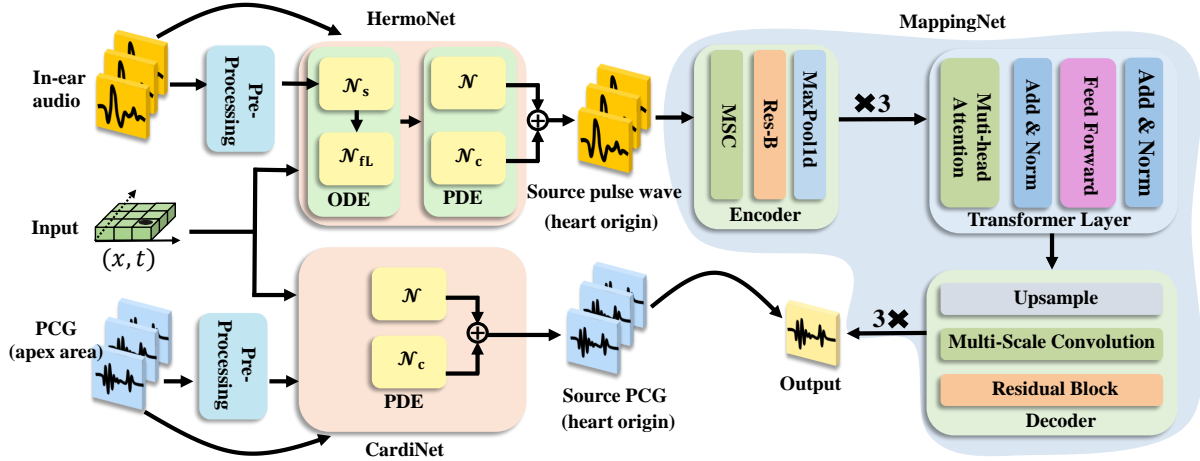 HermoNet
MappingNet
In-ear
audio
Pre-
Processing
𝒩s
𝒩fL
ODE
𝒩
𝒩c
PDE
Source pulse wave
(heart origin)
MSC
Res-B
MaxPool1d
Encoder
✖3
Muti-head
Attention
Add & Norm
Feed Forward
Add & Norm
Transformer Layer
Input
(x, t)
PCG
(apex area)
Pre-
Processing
𝒩
𝒩c
PDE
CardiNet
Source PCG
(heart origin)
Output
3✖
Upsample
Multi-Scale Convolution
Residual Block
Decoder